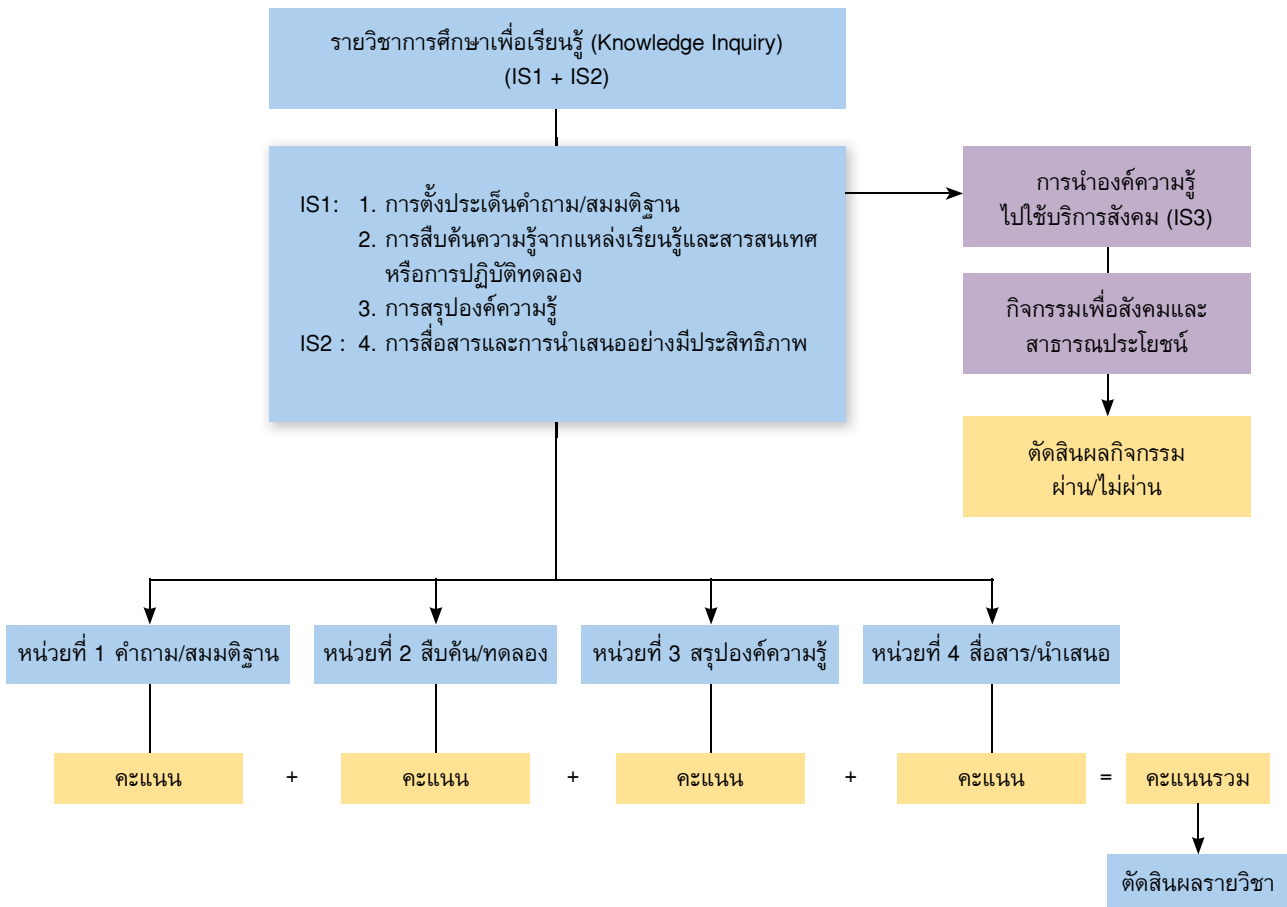 รายวิชาการศึกษาเพื่อเรียนรู้ (Knowledge Inquiry)
(IS1 + IS2)
IS1: 1. การตั้งประเด็นคำถาม/สมมติฐาน
2. การสืบค้นความรู้จากแหล่งเรียนรู้และสารสนเทศ
หรือการปฏิบัติทดลอง
3. การสรุปองค์ความรู้
IS2 : 4. การสื่อสารและการนำเสนออย่างมีประสิทธิภาพ
การนำองค์ความรู้
ไปใช้บริการสังคม (IS3)
กิจกรรมเพื่อสังคมและ
สาธารณประโยชน์
ตัดสินผลกิจกรรม
ผ่าน/ไม่ผ่าน
หน่วยที่ 1 คำถาม/สมมติฐาน
หน่วยที่ 2 สืบค้น/ทดลอง
หน่วยที่ 3 สรุปองค์ความรู้
หน่วยที่ 4 สื่อสาร/นำเสนอ
คะแนน + คะแนน + คะแนน + คะแนน = คะแนนรวม
ตัดสินผลรายวิชา